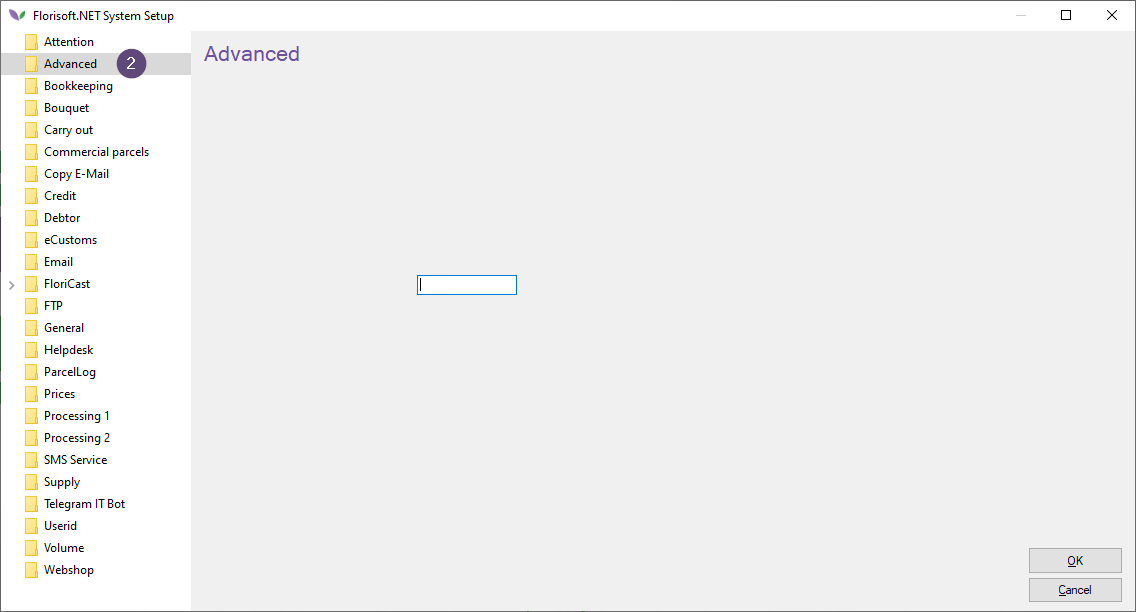 Florisoft.NET System Setup
Attention
Advanced
2
Bookkeeping
Bouquet
Carry out
Commercial parcels
Copy E-Mail
Credit
Debtor
eCustoms
Email
FloriCast
FTP
General
Helpdesk
ParcelLog
Prices
Processing 1
Processing 2
SMS Service
Supply
Telegram IT Bot
Userid
Volume
Webshop
Advanced
OK
Cancel